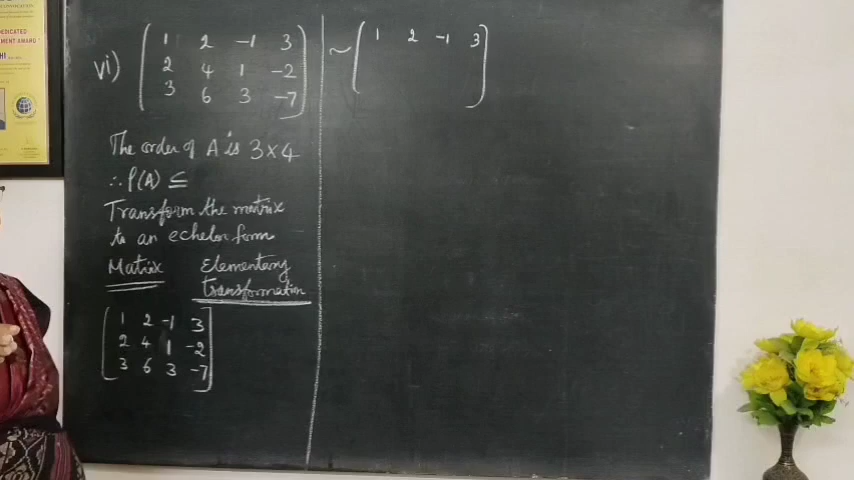 vi) ( 1 2 -1 3
2 4 1 -2
3 6 3 -7 )
The order of A is 3×4
∴ ρ(A) ≤
Transform the matrix
to an echelon form
Matrix Elementary
transformation
[ 1 2 -1 3
2 4 1 -2
3 6 3 -7 ]
~ ( 1 2 -1 3 )
DEDICATED